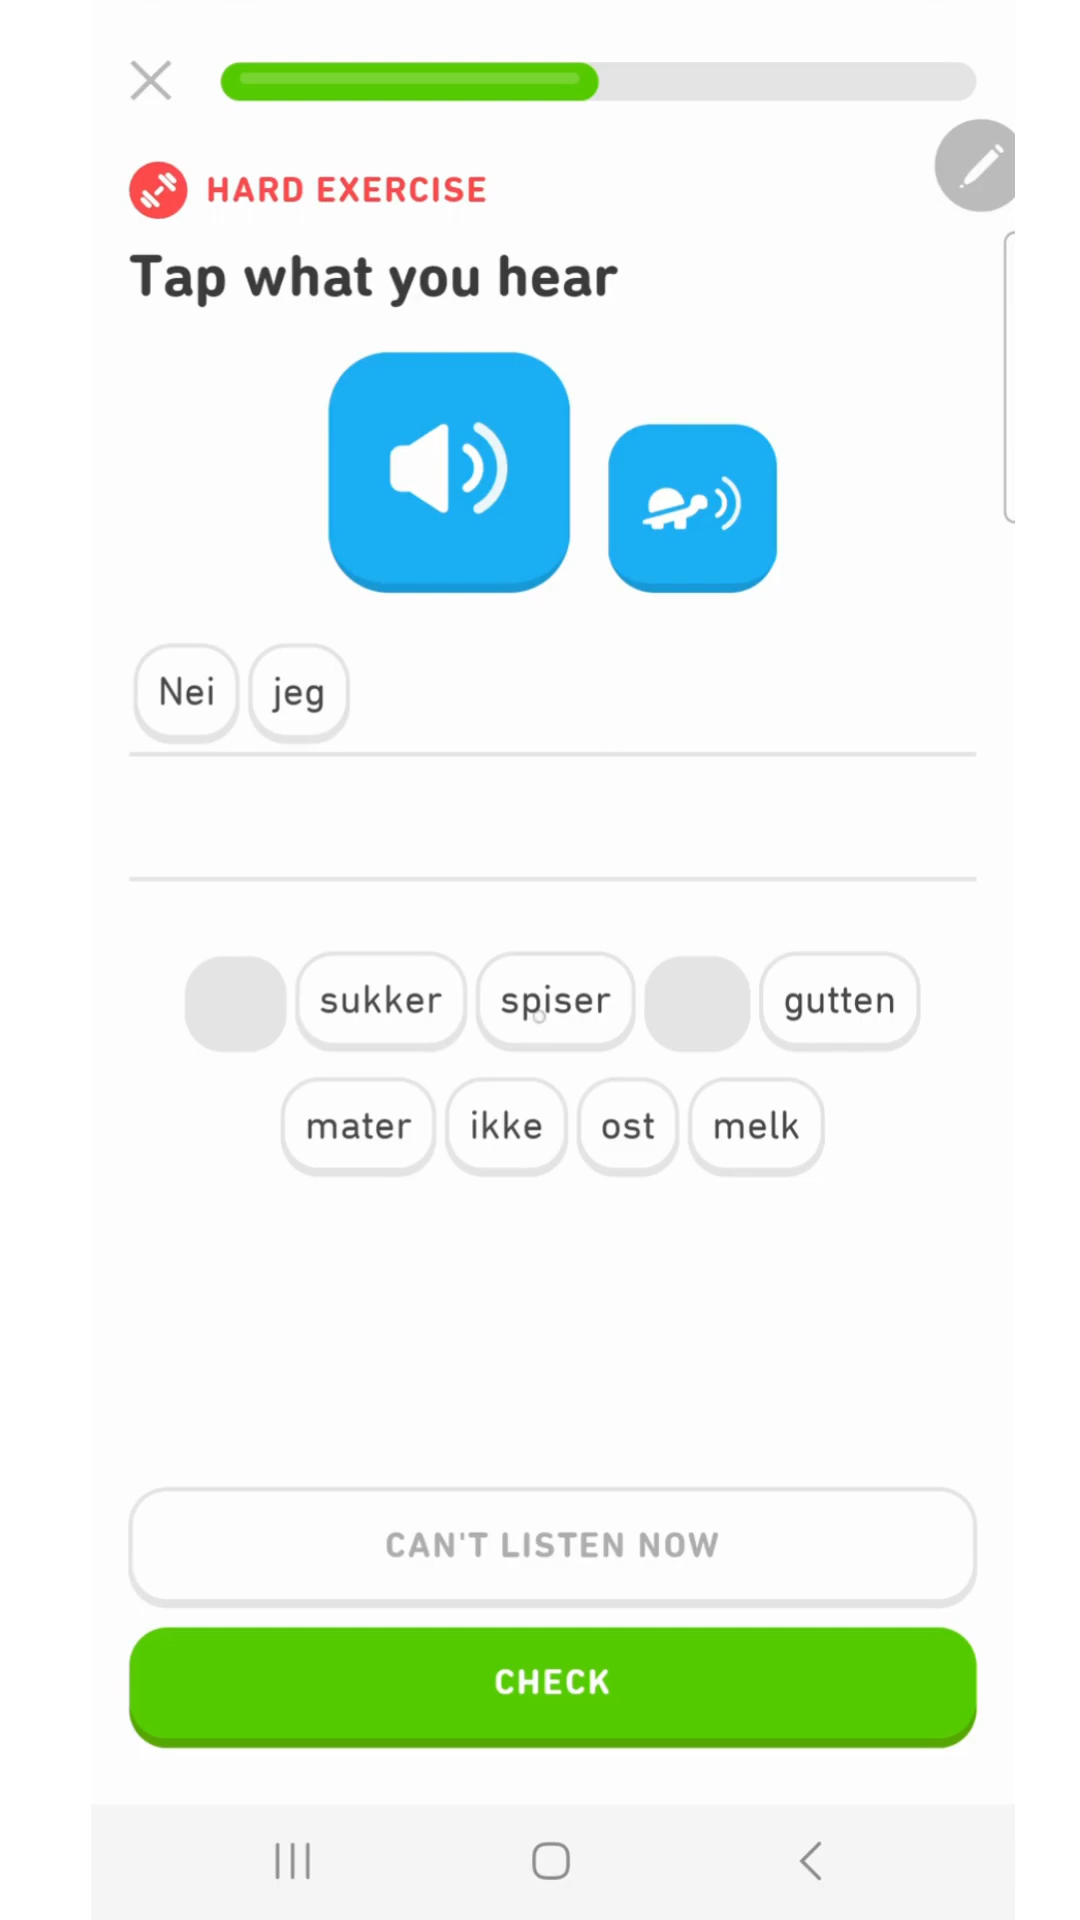 HARD EXERCISE
Tap what you hear
Nei jeg
sukker spiser gutten
mater ikke ost melk
CAN'T LISTEN NOW
CHECK